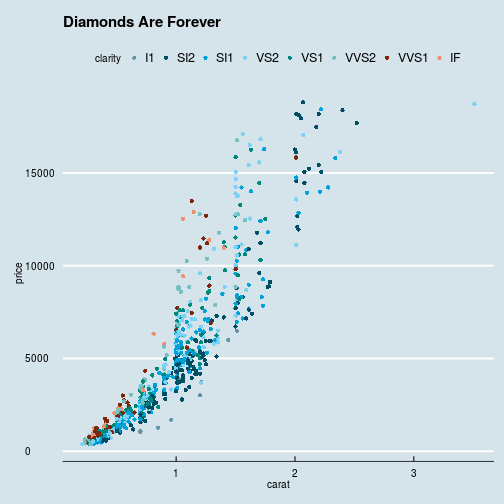 Diamonds Are Forever
clarity I1 SI2 SI1 VS2 VS1 VVS2 VVS1 IF
15000
10000
5000
0
price
1 2 3
carat